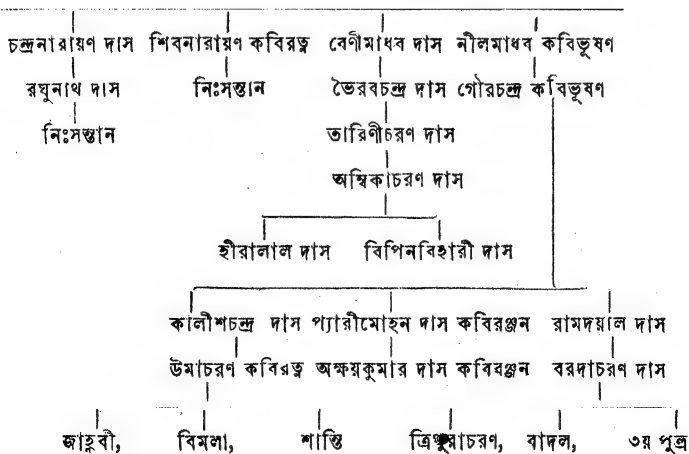 চন্দ্রনারায়ণ দাস শিবনারায়ণ কবিরত্ন বেণীমাধব দাস নীলমাধব কবিভূষণ
রঘুনাথ দাস নিঃসন্তান ভৈরবচন্দ্র দাস গৌরচন্দ্র কবিভূষণ
নিঃসন্তান তারিণীচরণ দাস
অম্বিকাচরণ দাস
হীরালাল দাস বিপিনবিহারী দাস
কালীশচন্দ্র দাস প্যারীমোহন দাস কবিরঞ্জন রামদয়াল দাস
উমাচরণ কবিরত্ন অক্ষয়কুমার দাস কবিরঞ্জন বরদাচরণ দাস
জাহ্নবী, বিমলা, শান্তি ত্রিপুরাচরণ, বাদল, ৩য় পুত্র